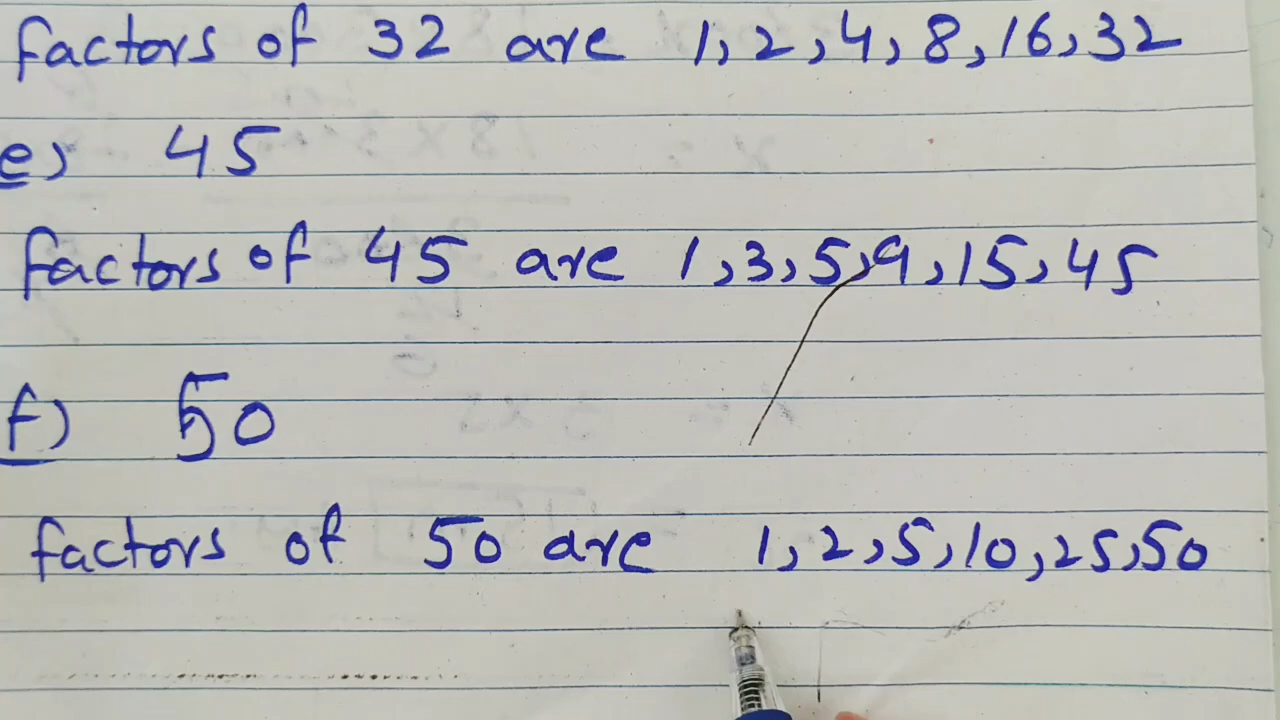 factors of 32 are 1, 2, 4, 8, 16, 32
e) 45
factors of 45 are 1, 3, 5, 9, 15, 45
f) 50
factors of 50 are 1, 2, 5, 10, 25, 50